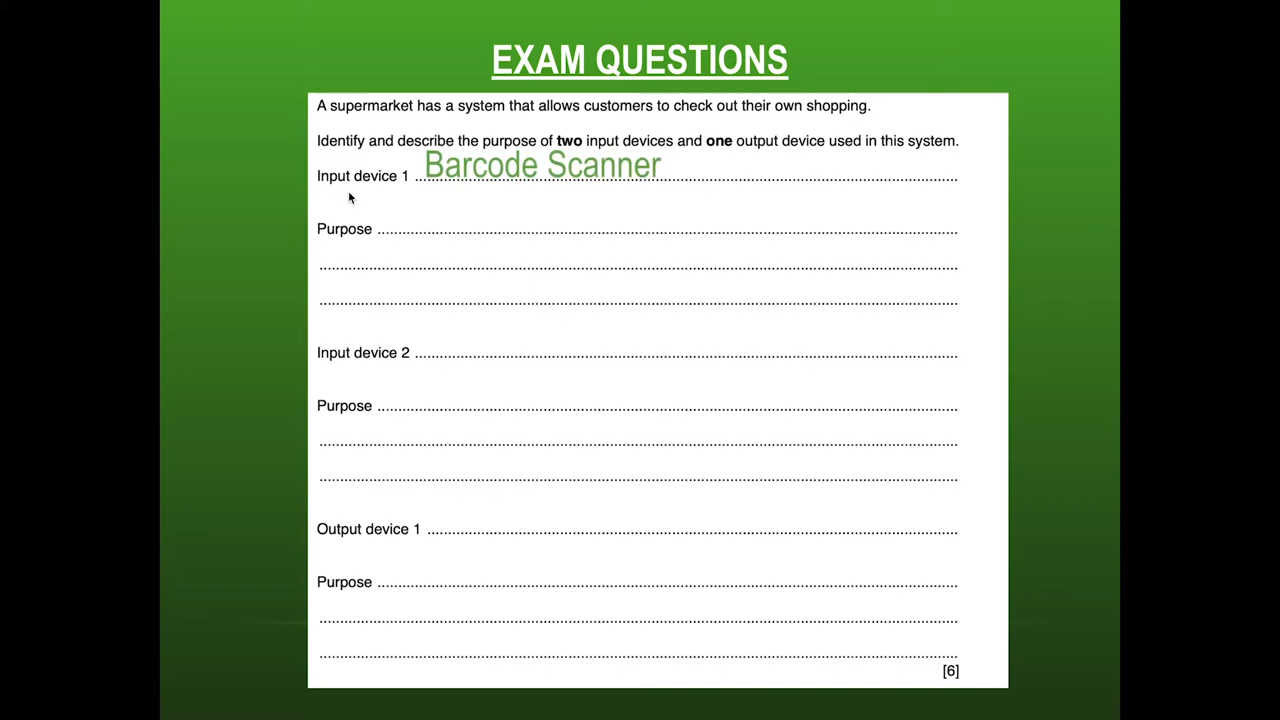 EXAM QUESTIONS
A supermarket has a system that allows customers to check out their own shopping.
Identify and describe the purpose of two input devices and one output device used in this system.
Input device 1 Barcode Scanner
Purpose
Input device 2
Purpose
Output device 1
Purpose
[6]